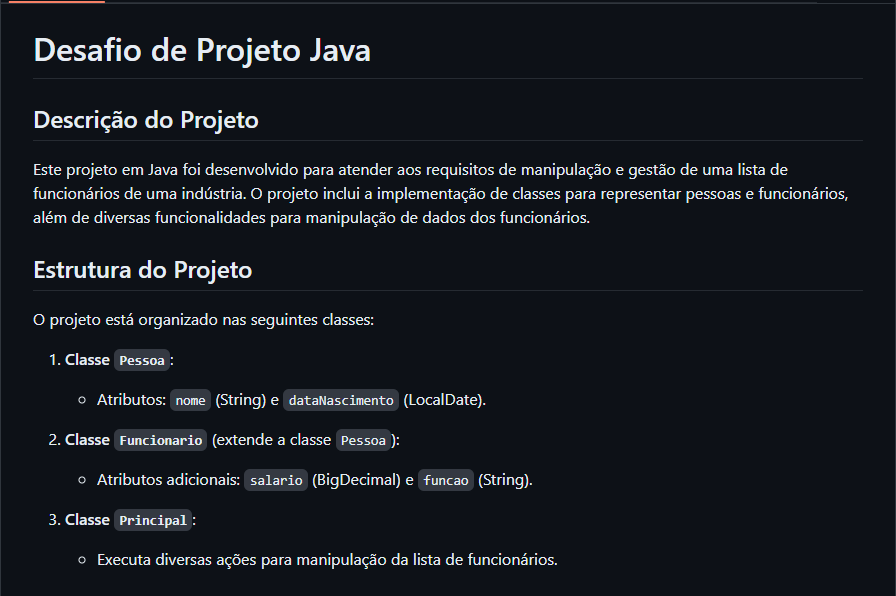 Desafio de Projeto Java
Descrição do Projeto
Este projeto em Java foi desenvolvido para atender aos requisitos de manipulação e gestão de uma lista de
funcionários de uma indústria. O projeto inclui a implementação de classes para representar pessoas e funcionários,
além de diversas funcionalidades para manipulação de dados dos funcionários.
Estrutura do Projeto
O projeto está organizado nas seguintes classes:
1. Classe Pessoa:
Atributos: nome (String) e dataNascimento (LocalDate).
2. Classe Funcionario (extende a classe Pessoa):
Atributos adicionais: salario (BigDecimal) e funcao (String).
3. Classe Principal:
Executa diversas ações para manipulação da lista de funcionários.